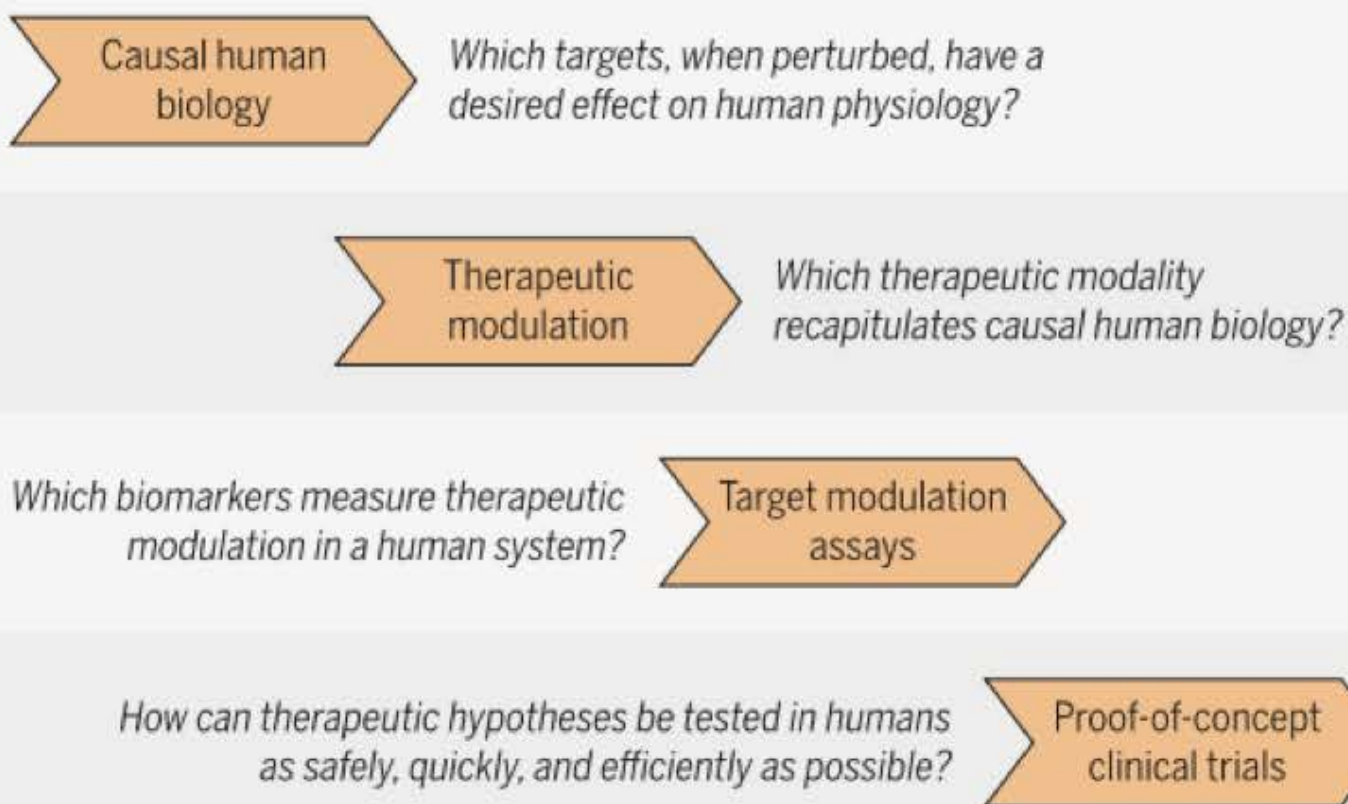 Causal human
biology
Which targets, when perturbed, have a
desired effect on human physiology?
Therapeutic
modulation
Which therapeutic modality
recapitulates causal human biology?
Which biomarkers measure therapeutic
modulation in a human system?
Target modulation
assays
How can therapeutic hypotheses be tested in humans
as safely, quickly, and efficiently as possible?
Proof-of-concept
clinical trials